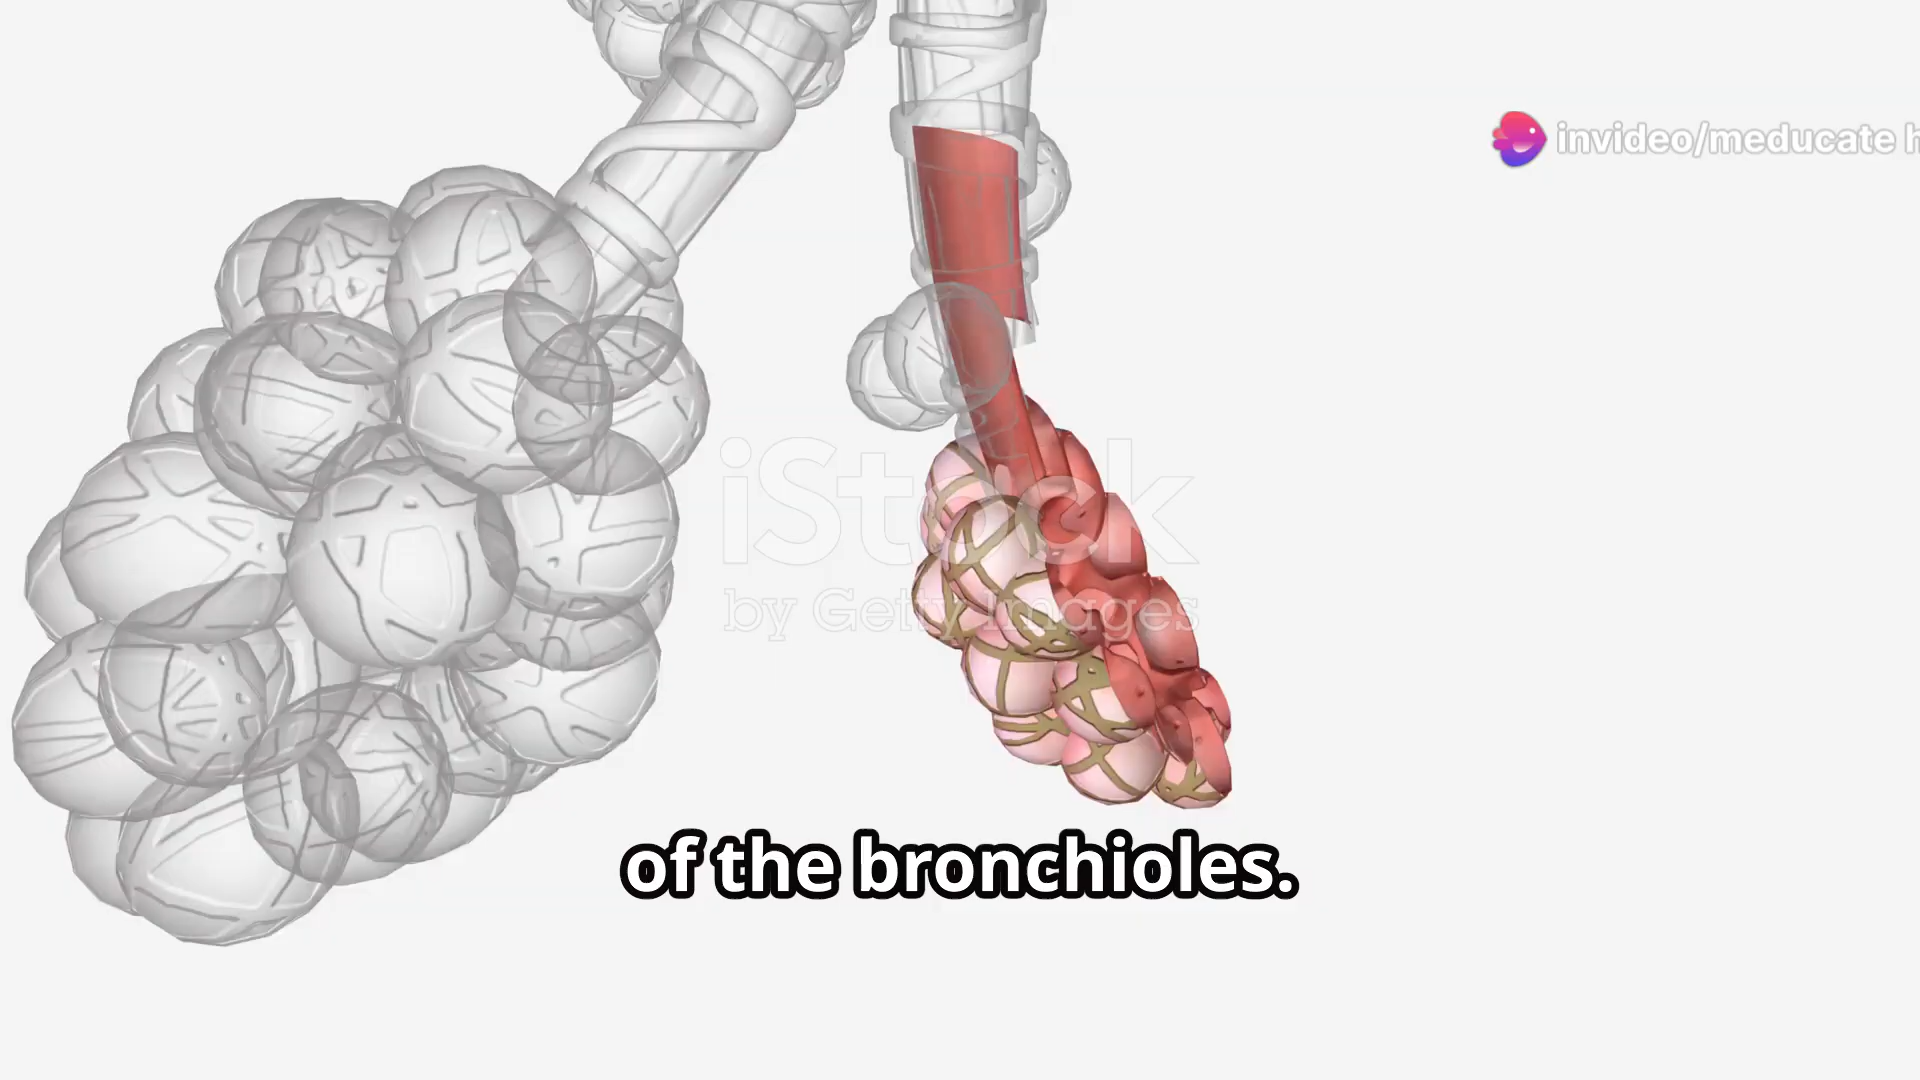 invideo/meducate h
iStock
by Getty Images
of the bronchioles.